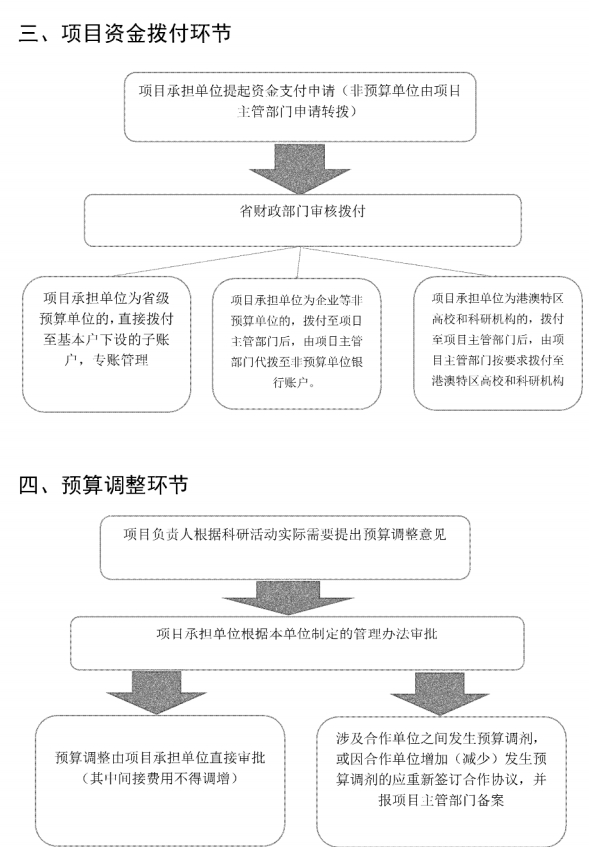 三、项目资金拨付环节
项目承担单位提起资金支付申请（非预算单位由项目
主管部门申请转拨）
省财政部门审核拨付
项目承担单位为省级
预算单位的，直接拨付
至基本户下设的子账
户，专账管理
项目承担单位为企业等非
预算单位的，拨付至项目
主管部门后，由项目主管
部门代拨至非预算单位银
行账户。
项目承担单位为港澳特区
高校和科研机构的，拨付
至项目主管部门后，由项
目主管部门按要求拨付至
港澳特区高校和科研机构
四、预算调整环节
项目负责人根据科研活动实际需要提出预算调整意见
项目承担单位根据本单位制定的管理办法审批
预算调整由项目承担单位直接审批
（其中间接费用不得调增）
涉及合作单位之间发生预算调剂，
或因合作单位增加（减少）发生预
算调剂的应重新签订合作协议，并
报项目主管部门备案